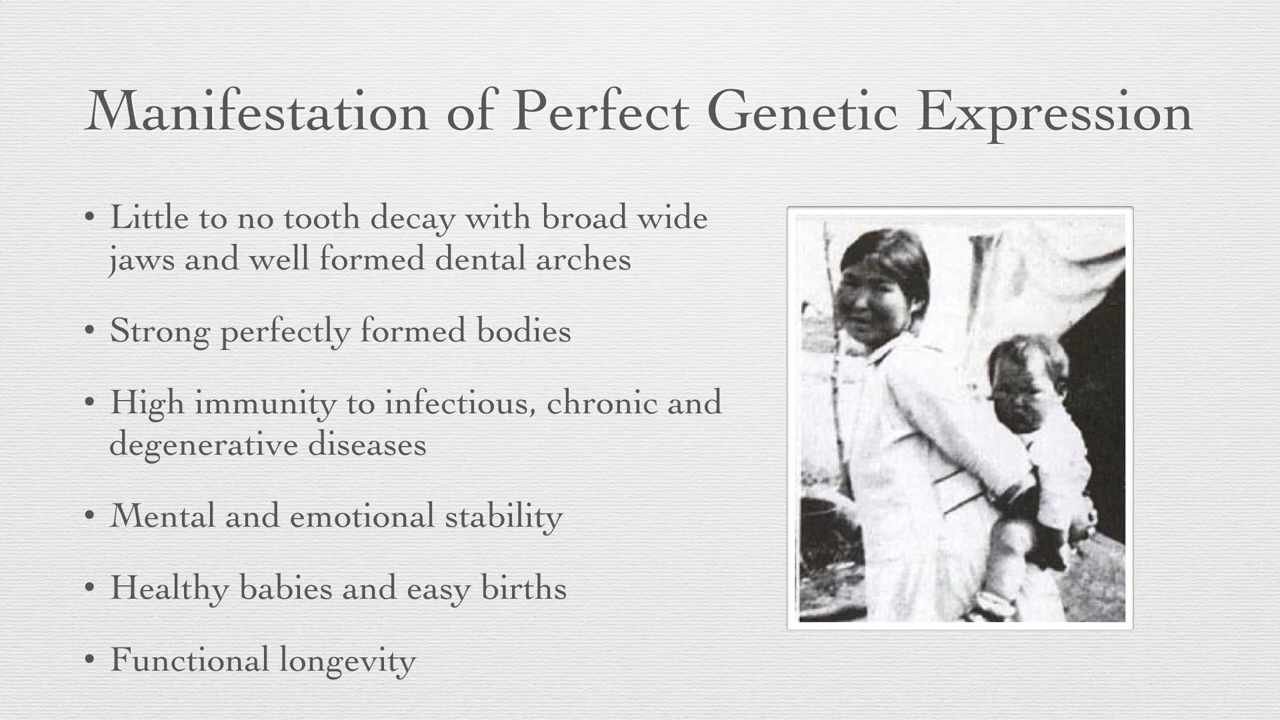 Manifestation of Perfect Genetic Expression
• Little to no tooth decay with broad wide
jaws and well formed dental arches
• Strong perfectly formed bodies
• High immunity to infectious, chronic and
degenerative diseases
• Mental and emotional stability
• Healthy babies and easy births
• Functional longevity